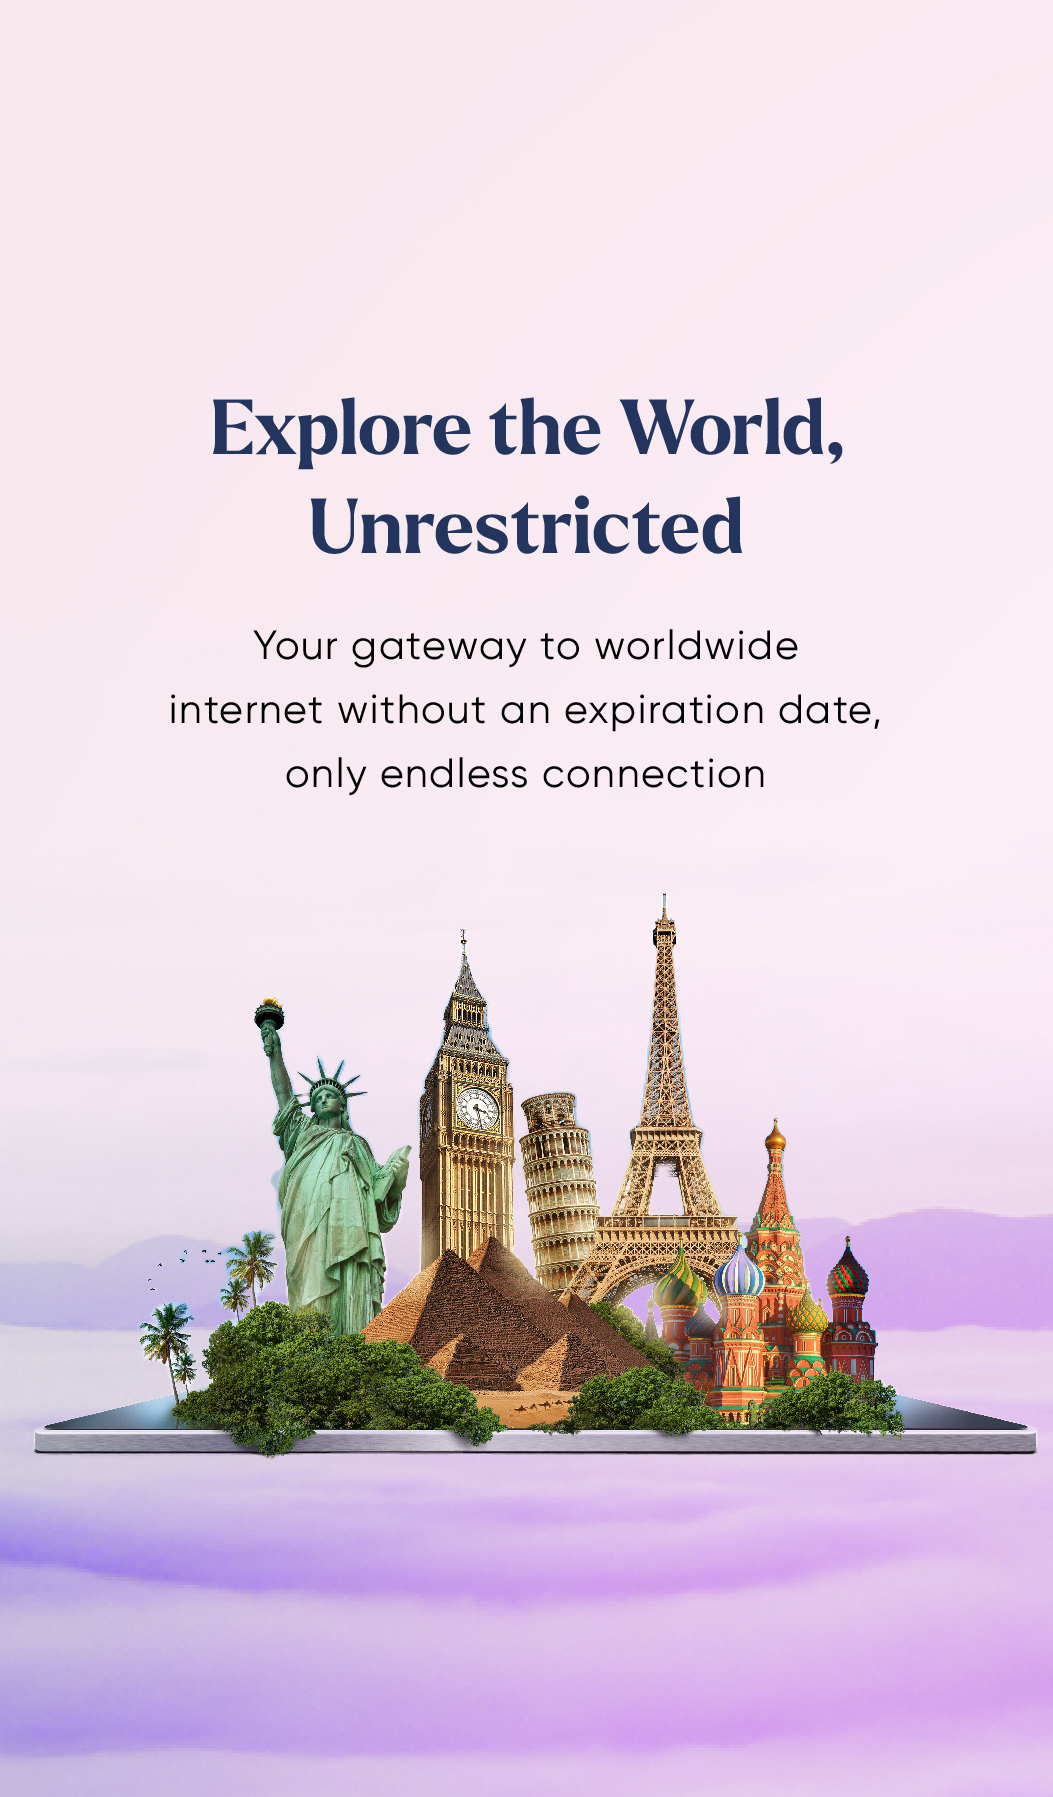 Explore the World,
Unrestricted
Your gateway to worldwide
internet without an expiration date,
only endless connection